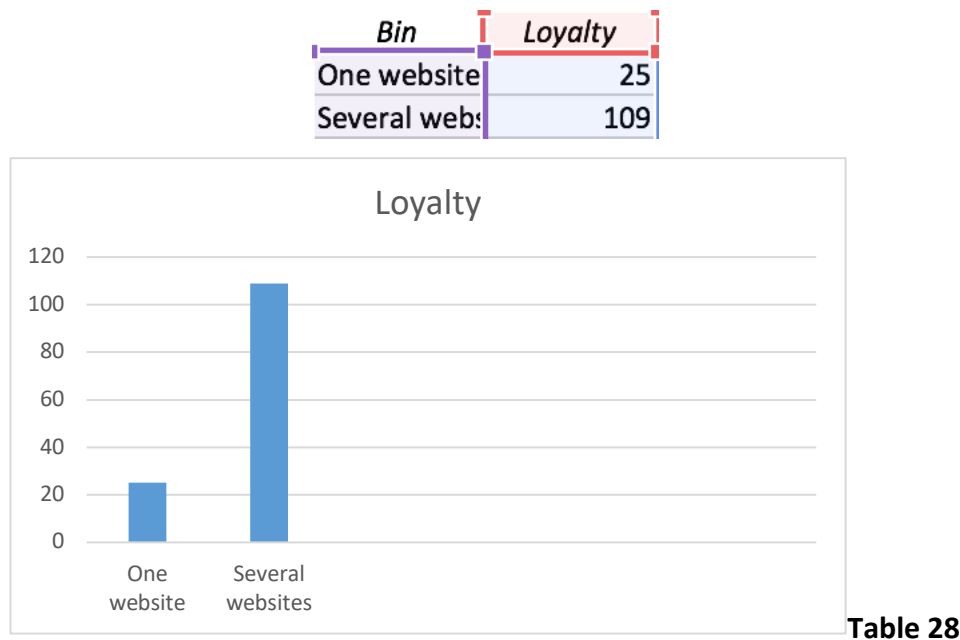 Bin Loyalty
One website 25
Several webs 109
Loyalty
120
100
80
60
40
20
0
One website
Several websites
Table 28